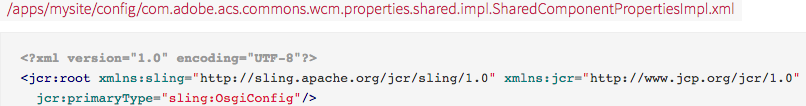 /apps/mysite/config/com.adobe.acs.commons.wcm.properties.shared.impl.SharedComponentPropertiesImpl.xml
<?xml version="1.0" encoding="UTF-8"?>
<jcr:root xmlns:sling="http://sling.apache.org/jcr/sling/1.0" xmlns:jcr="http://www.jcp.org/jcr/1.0"
jcr:primaryType="sling:OsgiConfig"/>